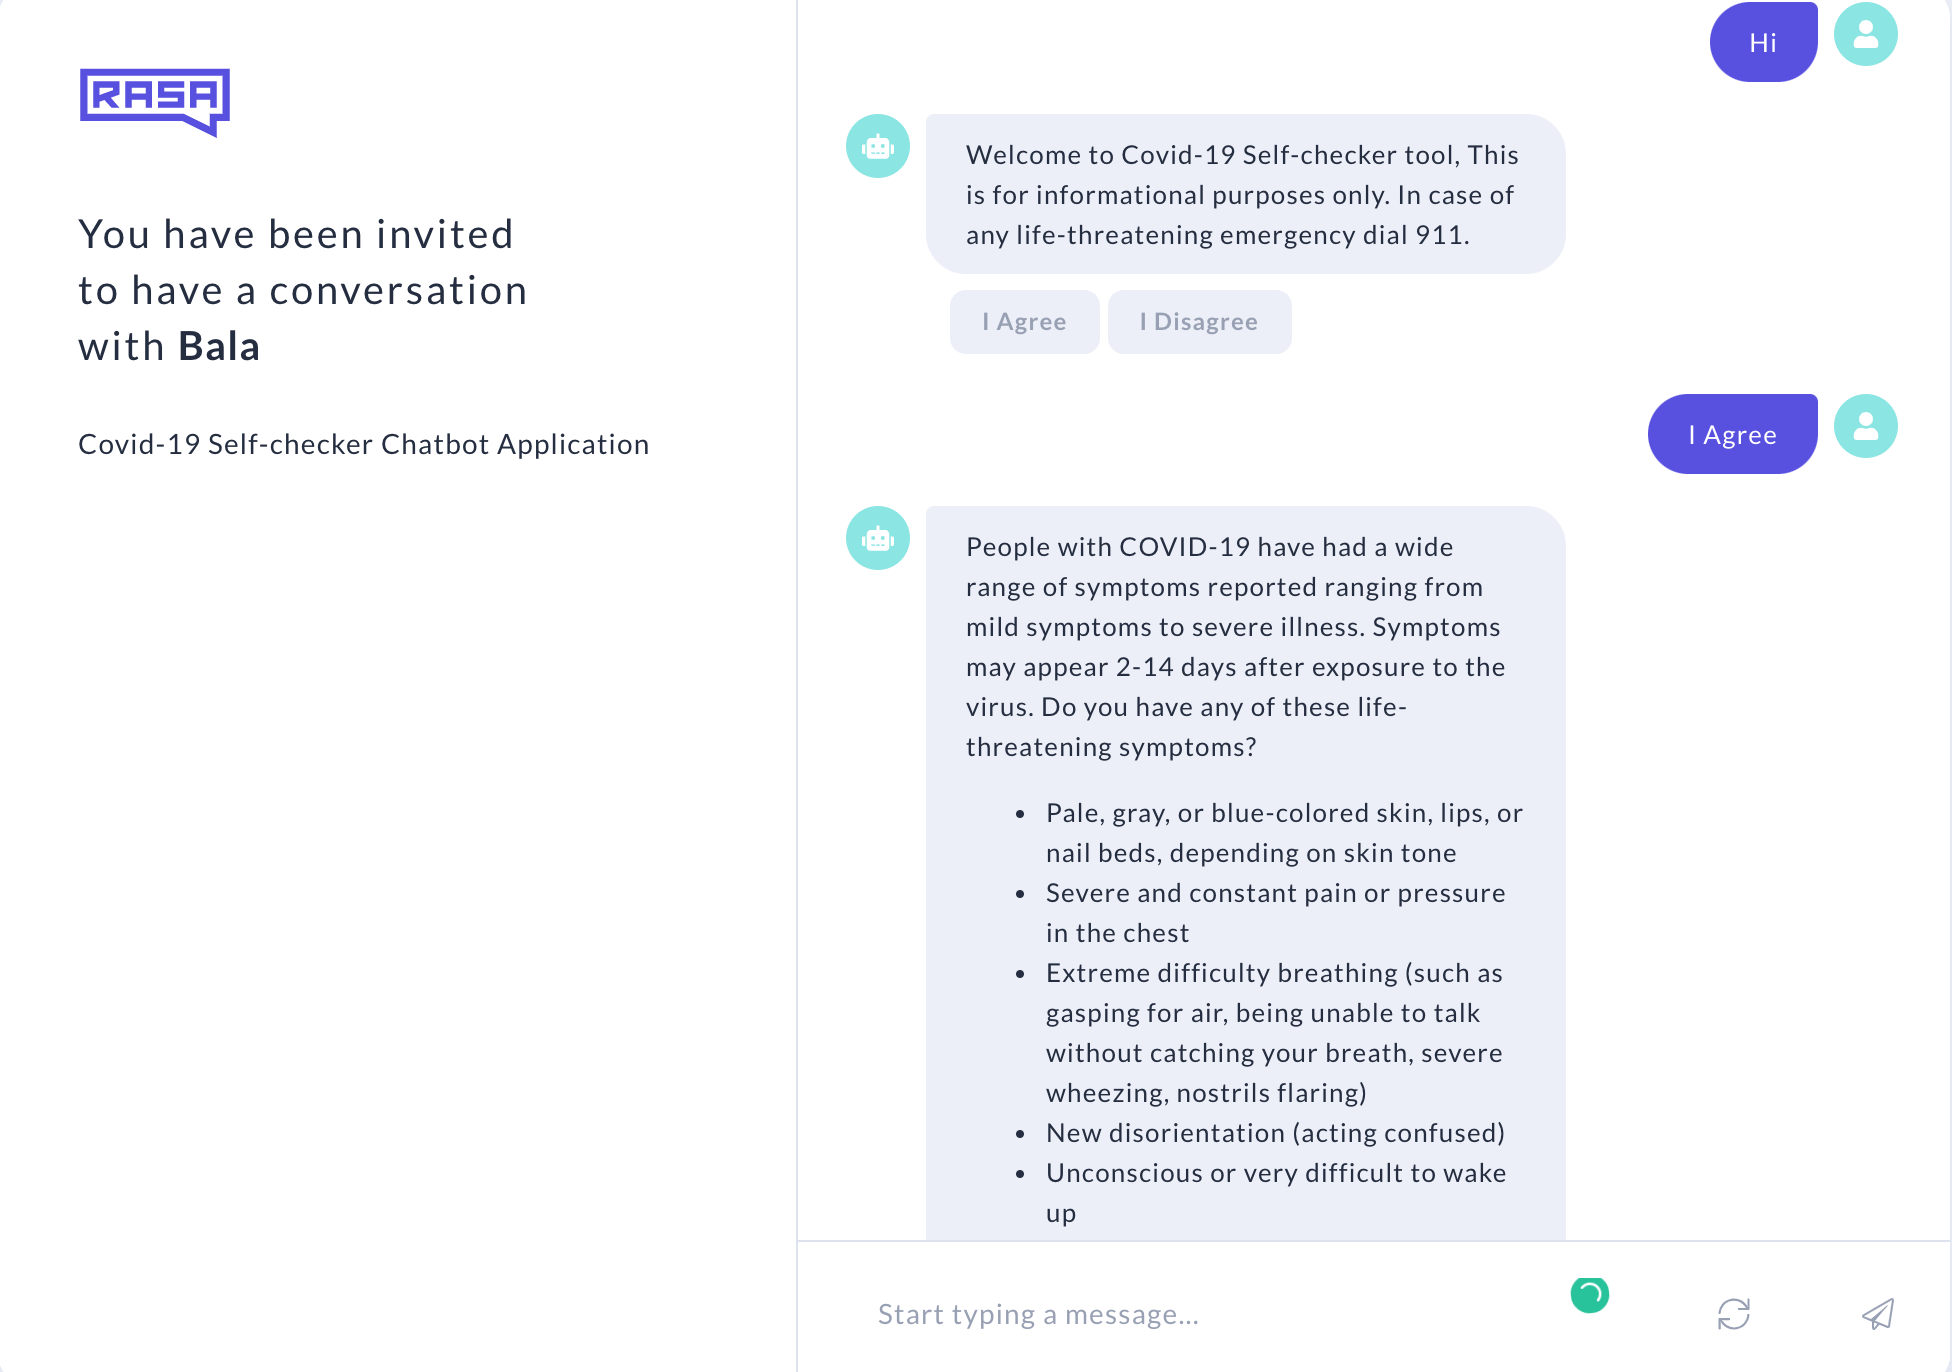 RASA
You have been invited
to have a conversation
with Bala
Covid-19 Self-checker Chatbot Application
Hi
Welcome to Covid-19 Self-checker tool, This
is for informational purposes only. In case of
any life-threatening emergency dial 911.
I Agree
I Disagree
I Agree
People with COVID-19 have had a wide
range of symptoms reported ranging from
mild symptoms to severe illness. Symptoms
may appear 2-14 days after exposure to the
virus. Do you have any of these life-
threatening symptoms?
• Pale, gray, or blue-colored skin, lips, or
nail beds, depending on skin tone
• Severe and constant pain or pressure
in the chest
• Extreme difficulty breathing (such as
gasping for air, being unable to talk
without catching your breath, severe
wheezing, nostrils flaring)
• New disorientation (acting confused)
• Unconscious or very difficult to wake
up
Start typing a message...